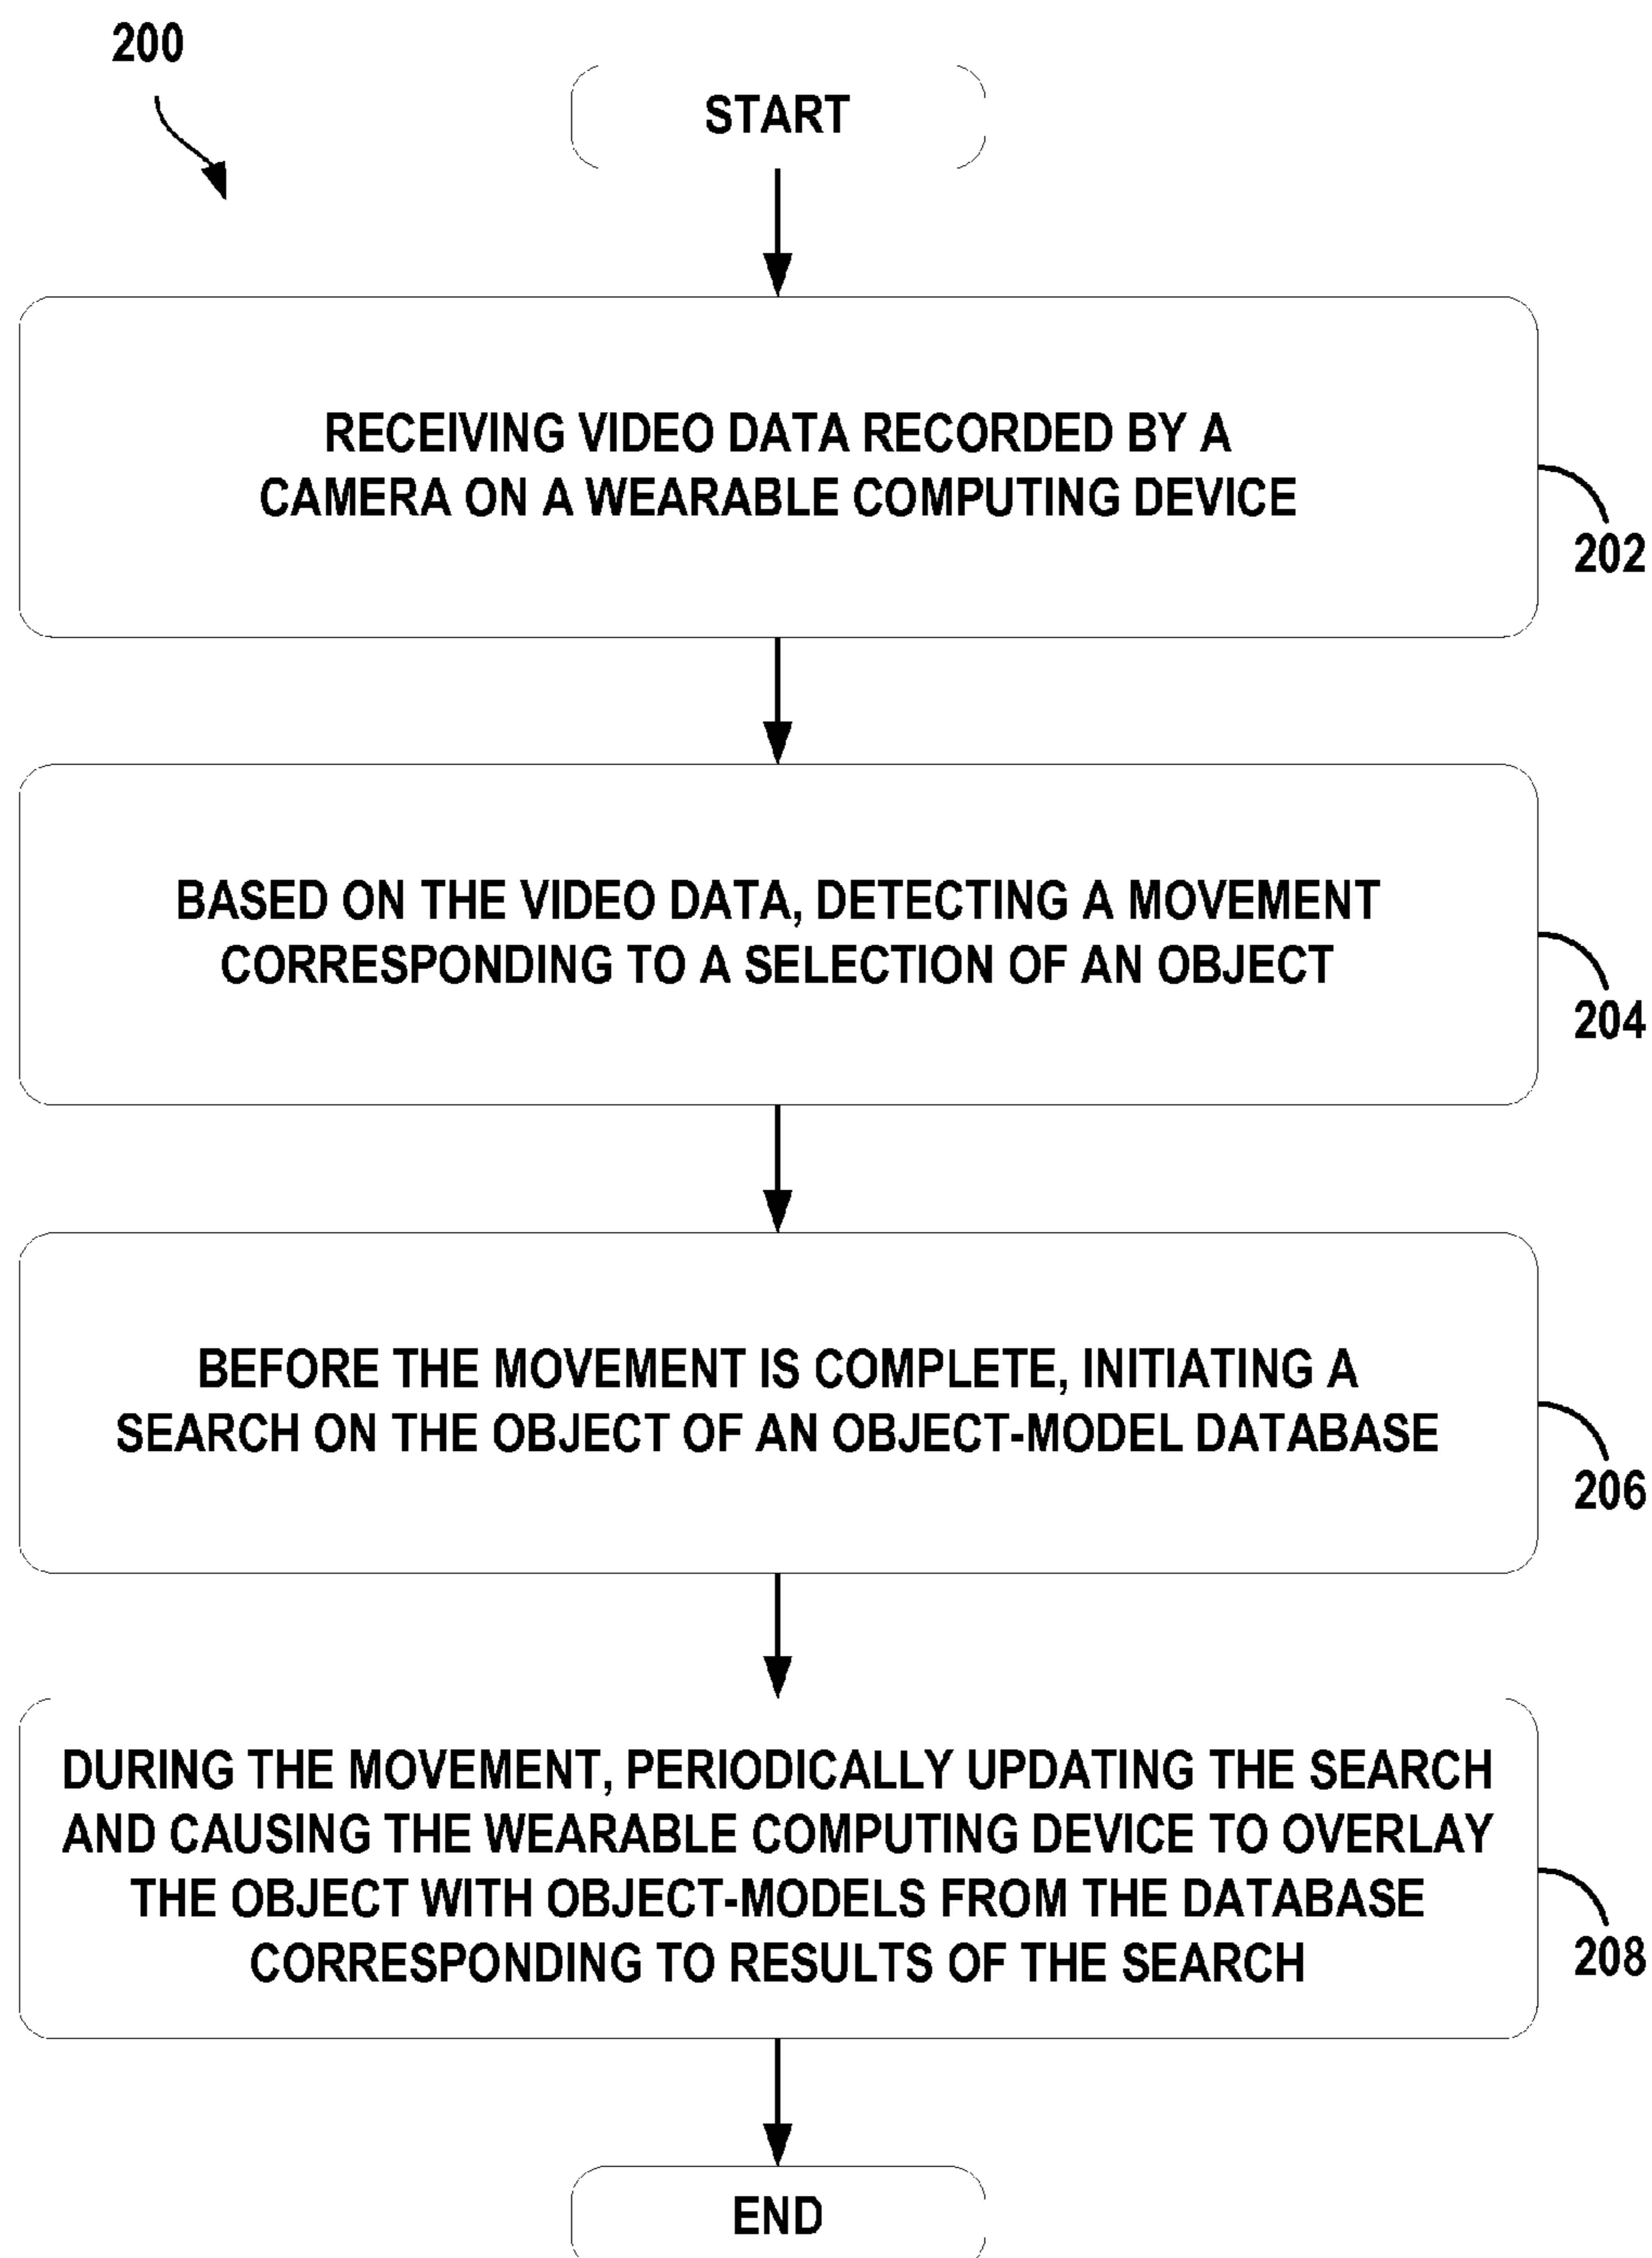 200
START
RECEIVING VIDEO DATA RECORDED BY A
CAMERA ON A WEARABLE COMPUTING DEVICE
202
BASED ON THE VIDEO DATA, DETECTING A MOVEMENT
CORRESPONDING TO A SELECTION OF AN OBJECT
204
BEFORE THE MOVEMENT IS COMPLETE, INITIATING A
SEARCH ON THE OBJECT OF AN OBJECT-MODEL DATABASE
206
DURING THE MOVEMENT, PERIODICALLY UPDATING THE SEARCH
AND CAUSING THE WEARABLE COMPUTING DEVICE TO OVERLAY
THE OBJECT WITH OBJECT-MODELS FROM THE DATABASE
CORRESPONDING TO RESULTS OF THE SEARCH
208
END